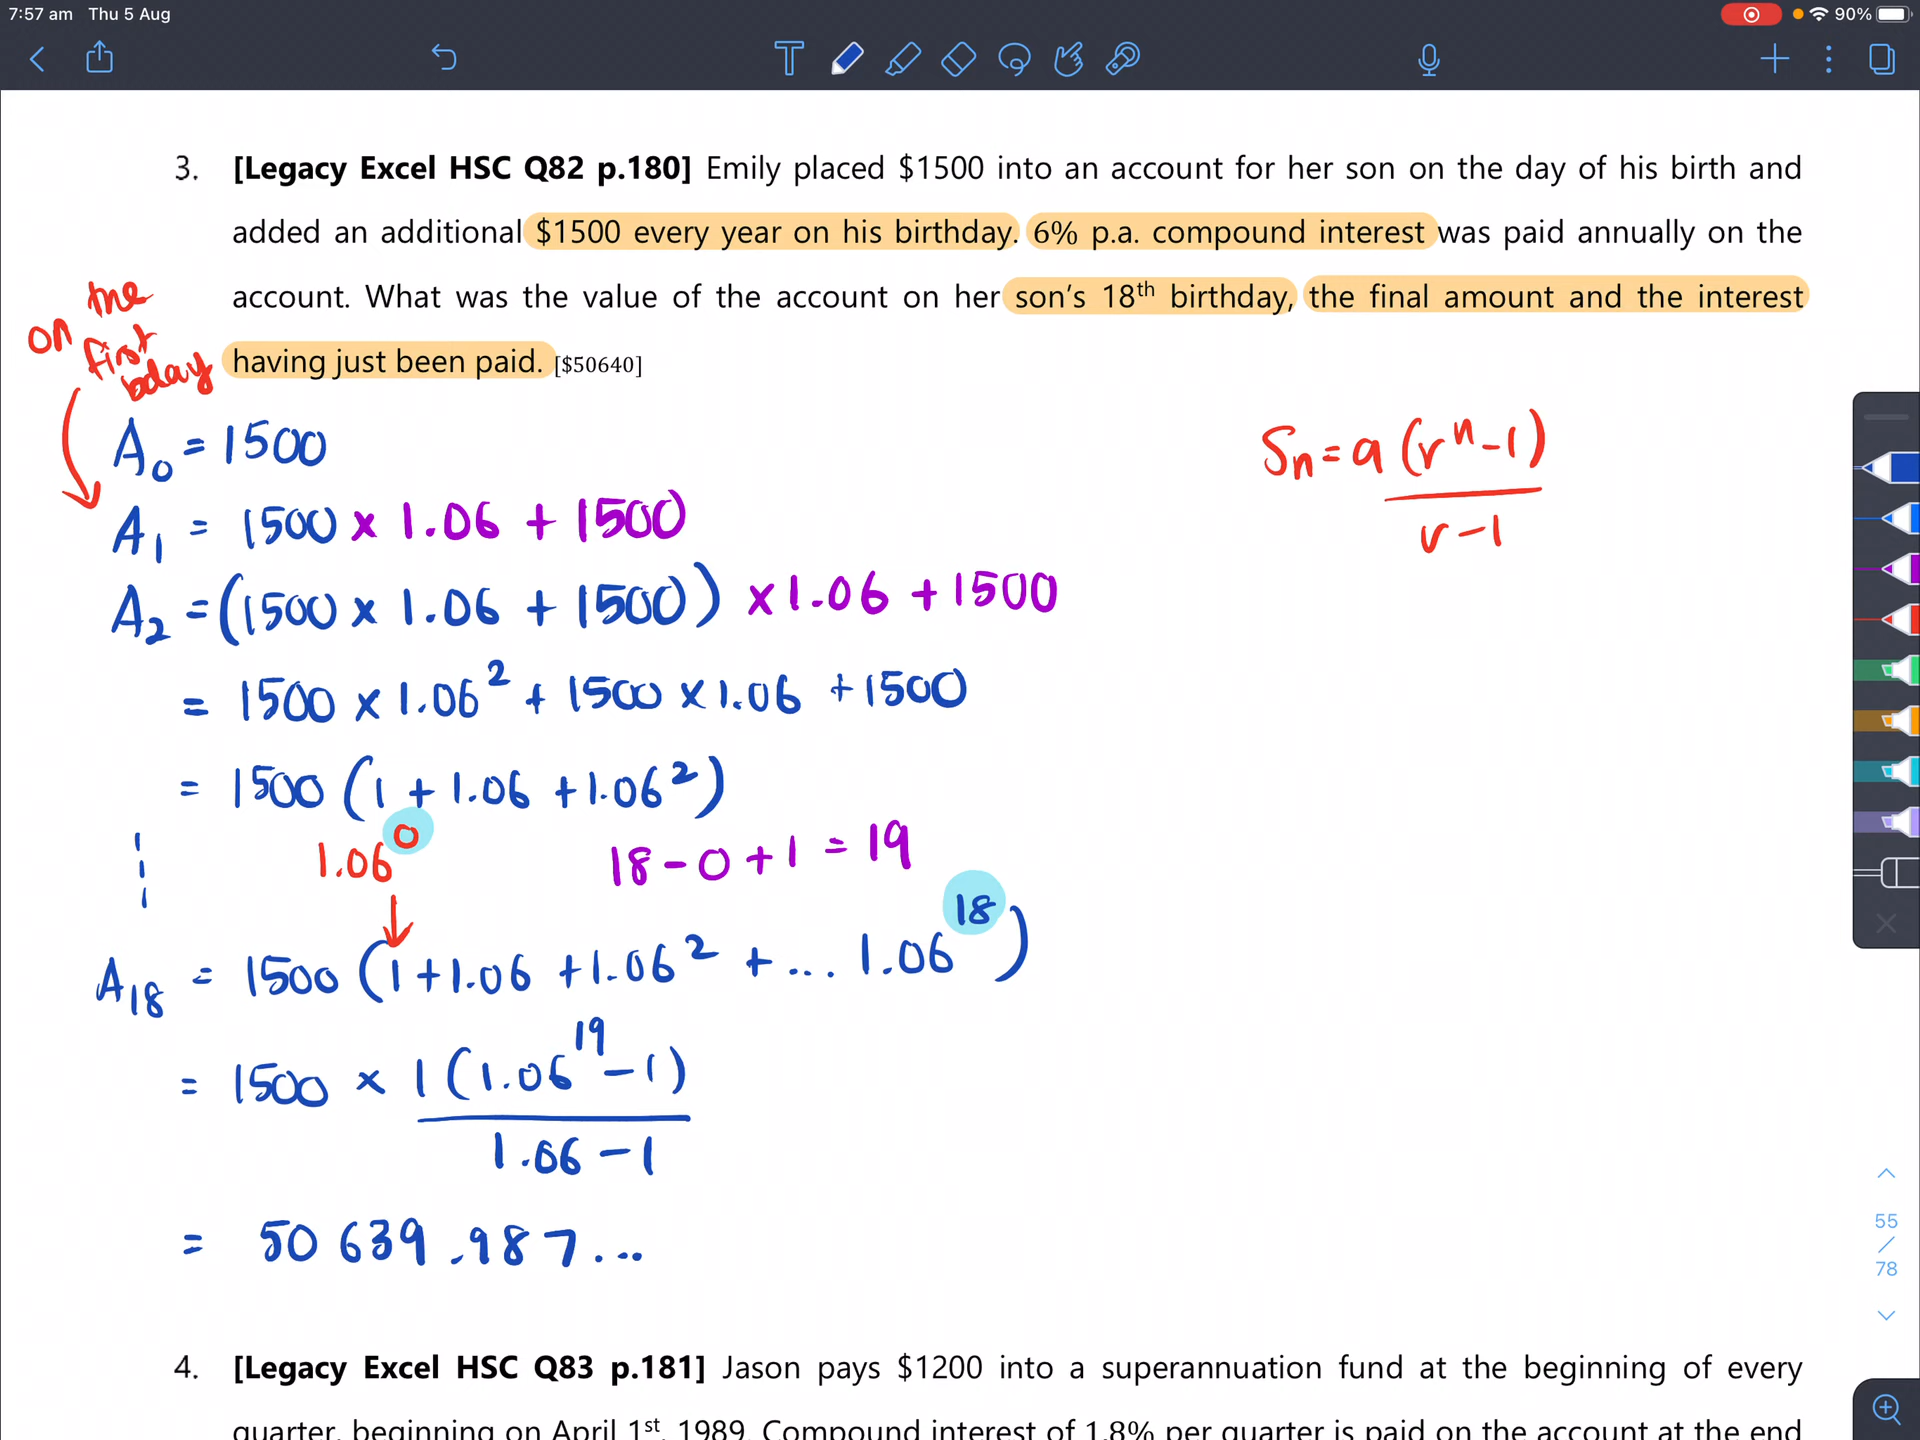 7:57 am Thu 5 Aug
90%
3. [Legacy Excel HSC Q82 p.180] Emily placed $1500 into an account for her son on the day of his birth and
added an additional $1500 every year on his birthday. 6% p.a. compound interest was paid annually on the
account. What was the value of the account on her son's 18th birthday, the final amount and the interest
having just been paid. [$50640]
on the first bday
A₀ = 1500
Sn = a (rⁿ - 1) / r - 1
A₁ = 1500 × 1.06 + 1500
A₂ = (1500 × 1.06 + 1500) × 1.06 + 1500
= 1500 × 1.06² + 1500 × 1.06 + 1500
= 1500 (1 + 1.06 + 1.06²)
1.06⁰
18 - 0 + 1 = 19
A₁₈ = 1500 (1 + 1.06 + 1.06² + ... 1.06¹⁸)
= 1500 × 1 (1.06¹⁹ - 1) / 1.06 - 1
= 50 639.987...
55
/
78
4. [Legacy Excel HSC Q83 p.181] Jason pays $1200 into a superannuation fund at the beginning of every
quarter, beginning on April 1st, 1989. Compound interest of 1.8% per quarter is paid on the account at the end